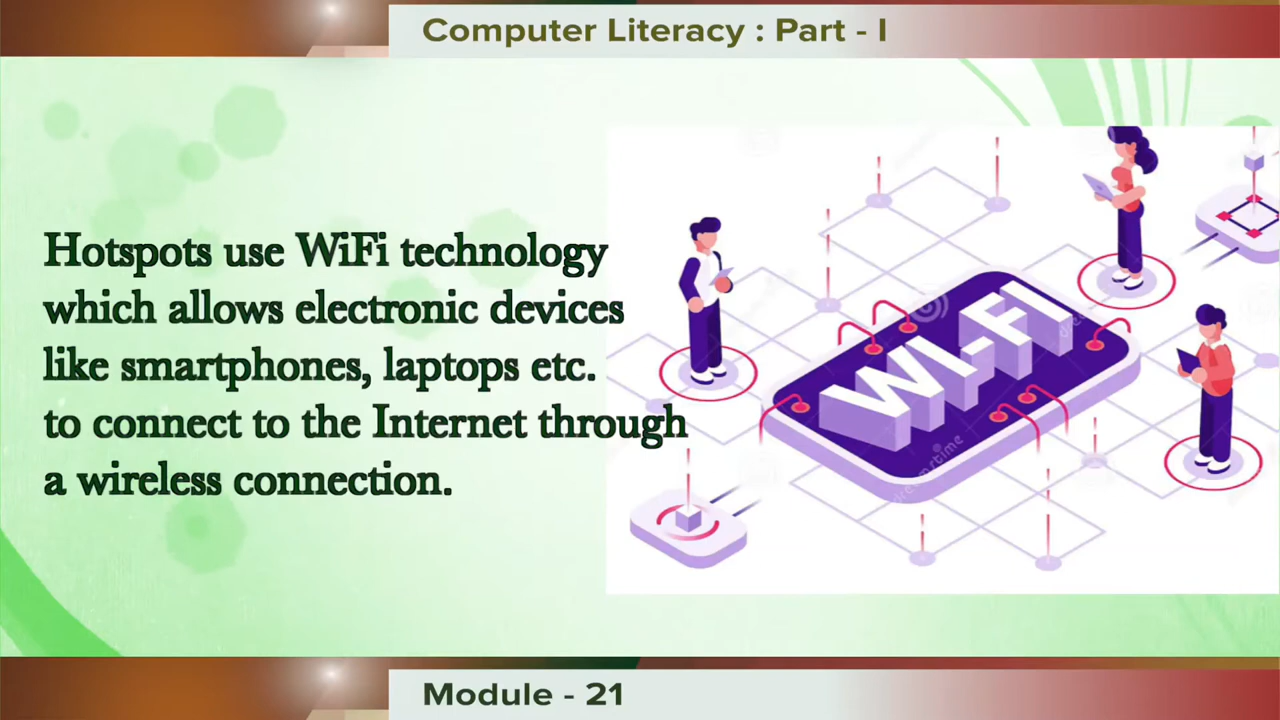 Computer Literacy : Part - I
Hotspots use WiFi technology
which allows electronic devices
like smartphones, laptops etc.
to connect to the Internet through
a wireless connection.
WI-FI
Module - 21